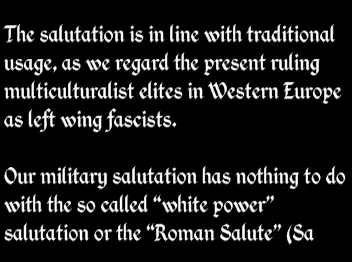 The salutation is in line with traditional
usage, as we regard the present ruling
multiculturalist elites in Western Europe
as left wing fascists.
Our military salutation has nothing to do
with the so called “white power”
salutation or the “Roman Salute” (Sa